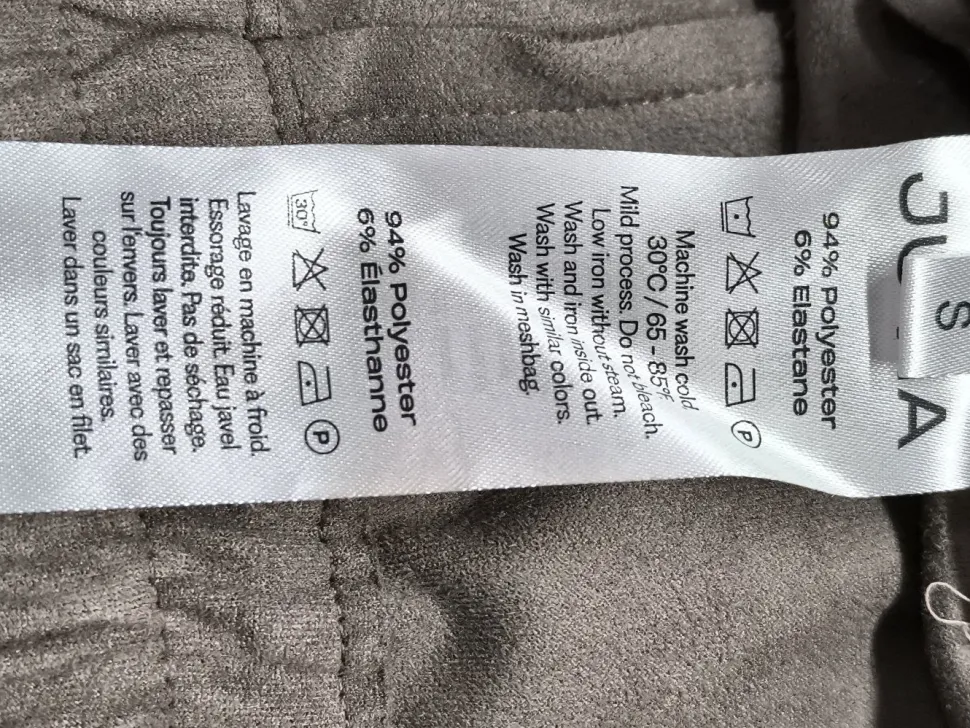 S
94% Polyester
6% Elastane
P
Machine wash cold
30°C / 65 - 85°F
Mild process. Do not bleach.
Low iron without steam.
Wash and iron inside out.
Wash with similar colors.
Wash in meshbag.
94% Polyester
6% Élasthanne
30°
P
Lavage en machine à froid.
Essorage réduit. Eau javel
interdite. Pas de séchage.
Toujours laver et repasser
sur l'envers. Laver avec des
couleurs similaires.
Laver dans un sac en filet.